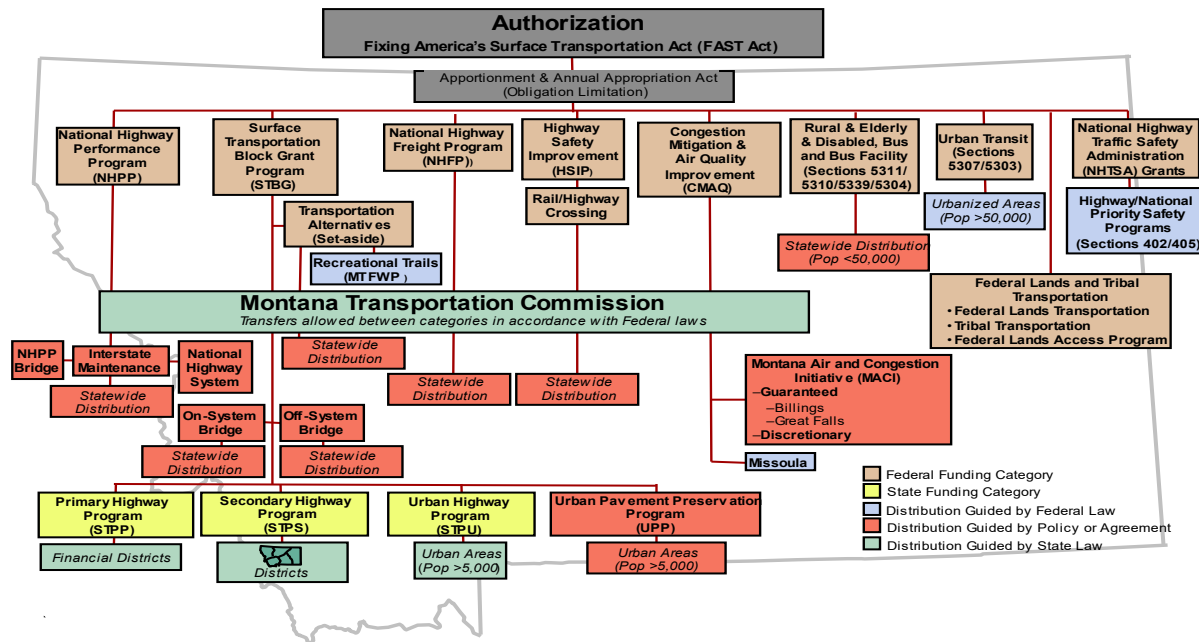 Authorization
Fixing America's Surface Transportation Act (FAST Act)
Apportionment & Annual Appropriation Act
(Obligation Limitation)
National Highway
Performance
Program
(NHPP)
Surface
Transportation
Block Grant
Program
(STBG)
National Highway
Freight Program
(NHFP))
Highway
Safety
Improvement
(HSIP)
Congestion
Mitigation &
Air Quality
Improvement
(CMAQ)
Rural & Elderly
& Disabled, Bus
and Bus Facility
(Sections 5311/
5310/5339/5304)
Urban Transit
(Sections
5307/5303)
National Highway
Traffic Safety
Administration
(NHTSA) Grants
Transportation
Alternatives
(Set-aside)
Rail/Highway
Crossing
Urbanized Areas
(Pop >50,000)
Highway/National
Priority Safety
Programs
(Sections 402/405)
Recreational Trails
(MTFWP )
Statewide Distribution
(Pop <50,000)
Federal Lands and Tribal
Transportation
• Federal Lands Transportation
• Tribal Transportation
• Federal Lands Access Program
Montana Transportation Commission
Transfers allowed between categories in accordance with Federal laws
NHPP
Bridge
Interstate
Maintenance
National
Highway
System
Statewide
Distribution
Statewide
Distribution
Statewide
Distribution
Statewide
Distribution
Montana Air and Congestion
Initiative (MACI)
–Guaranteed
–Billings
–Great Falls
–Discretionary
On-System
Bridge
Off-System
Bridge
Statewide
Distribution
Statewide
Distribution
Missoula
Primary Highway
Program
(STPP)
Secondary Highway
Program
(STPS)
Urban Highway
Program
(STPU)
Urban Pavement Preservation
Program
(UPP)
Financial Districts
Districts
Urban Areas
(Pop >5,000)
Urban Areas
(Pop >5,000)
Federal Funding Category
State Funding Category
Distribution Guided by Federal Law
Distribution Guided by Policy or Agreement
Distribution Guided by State Law